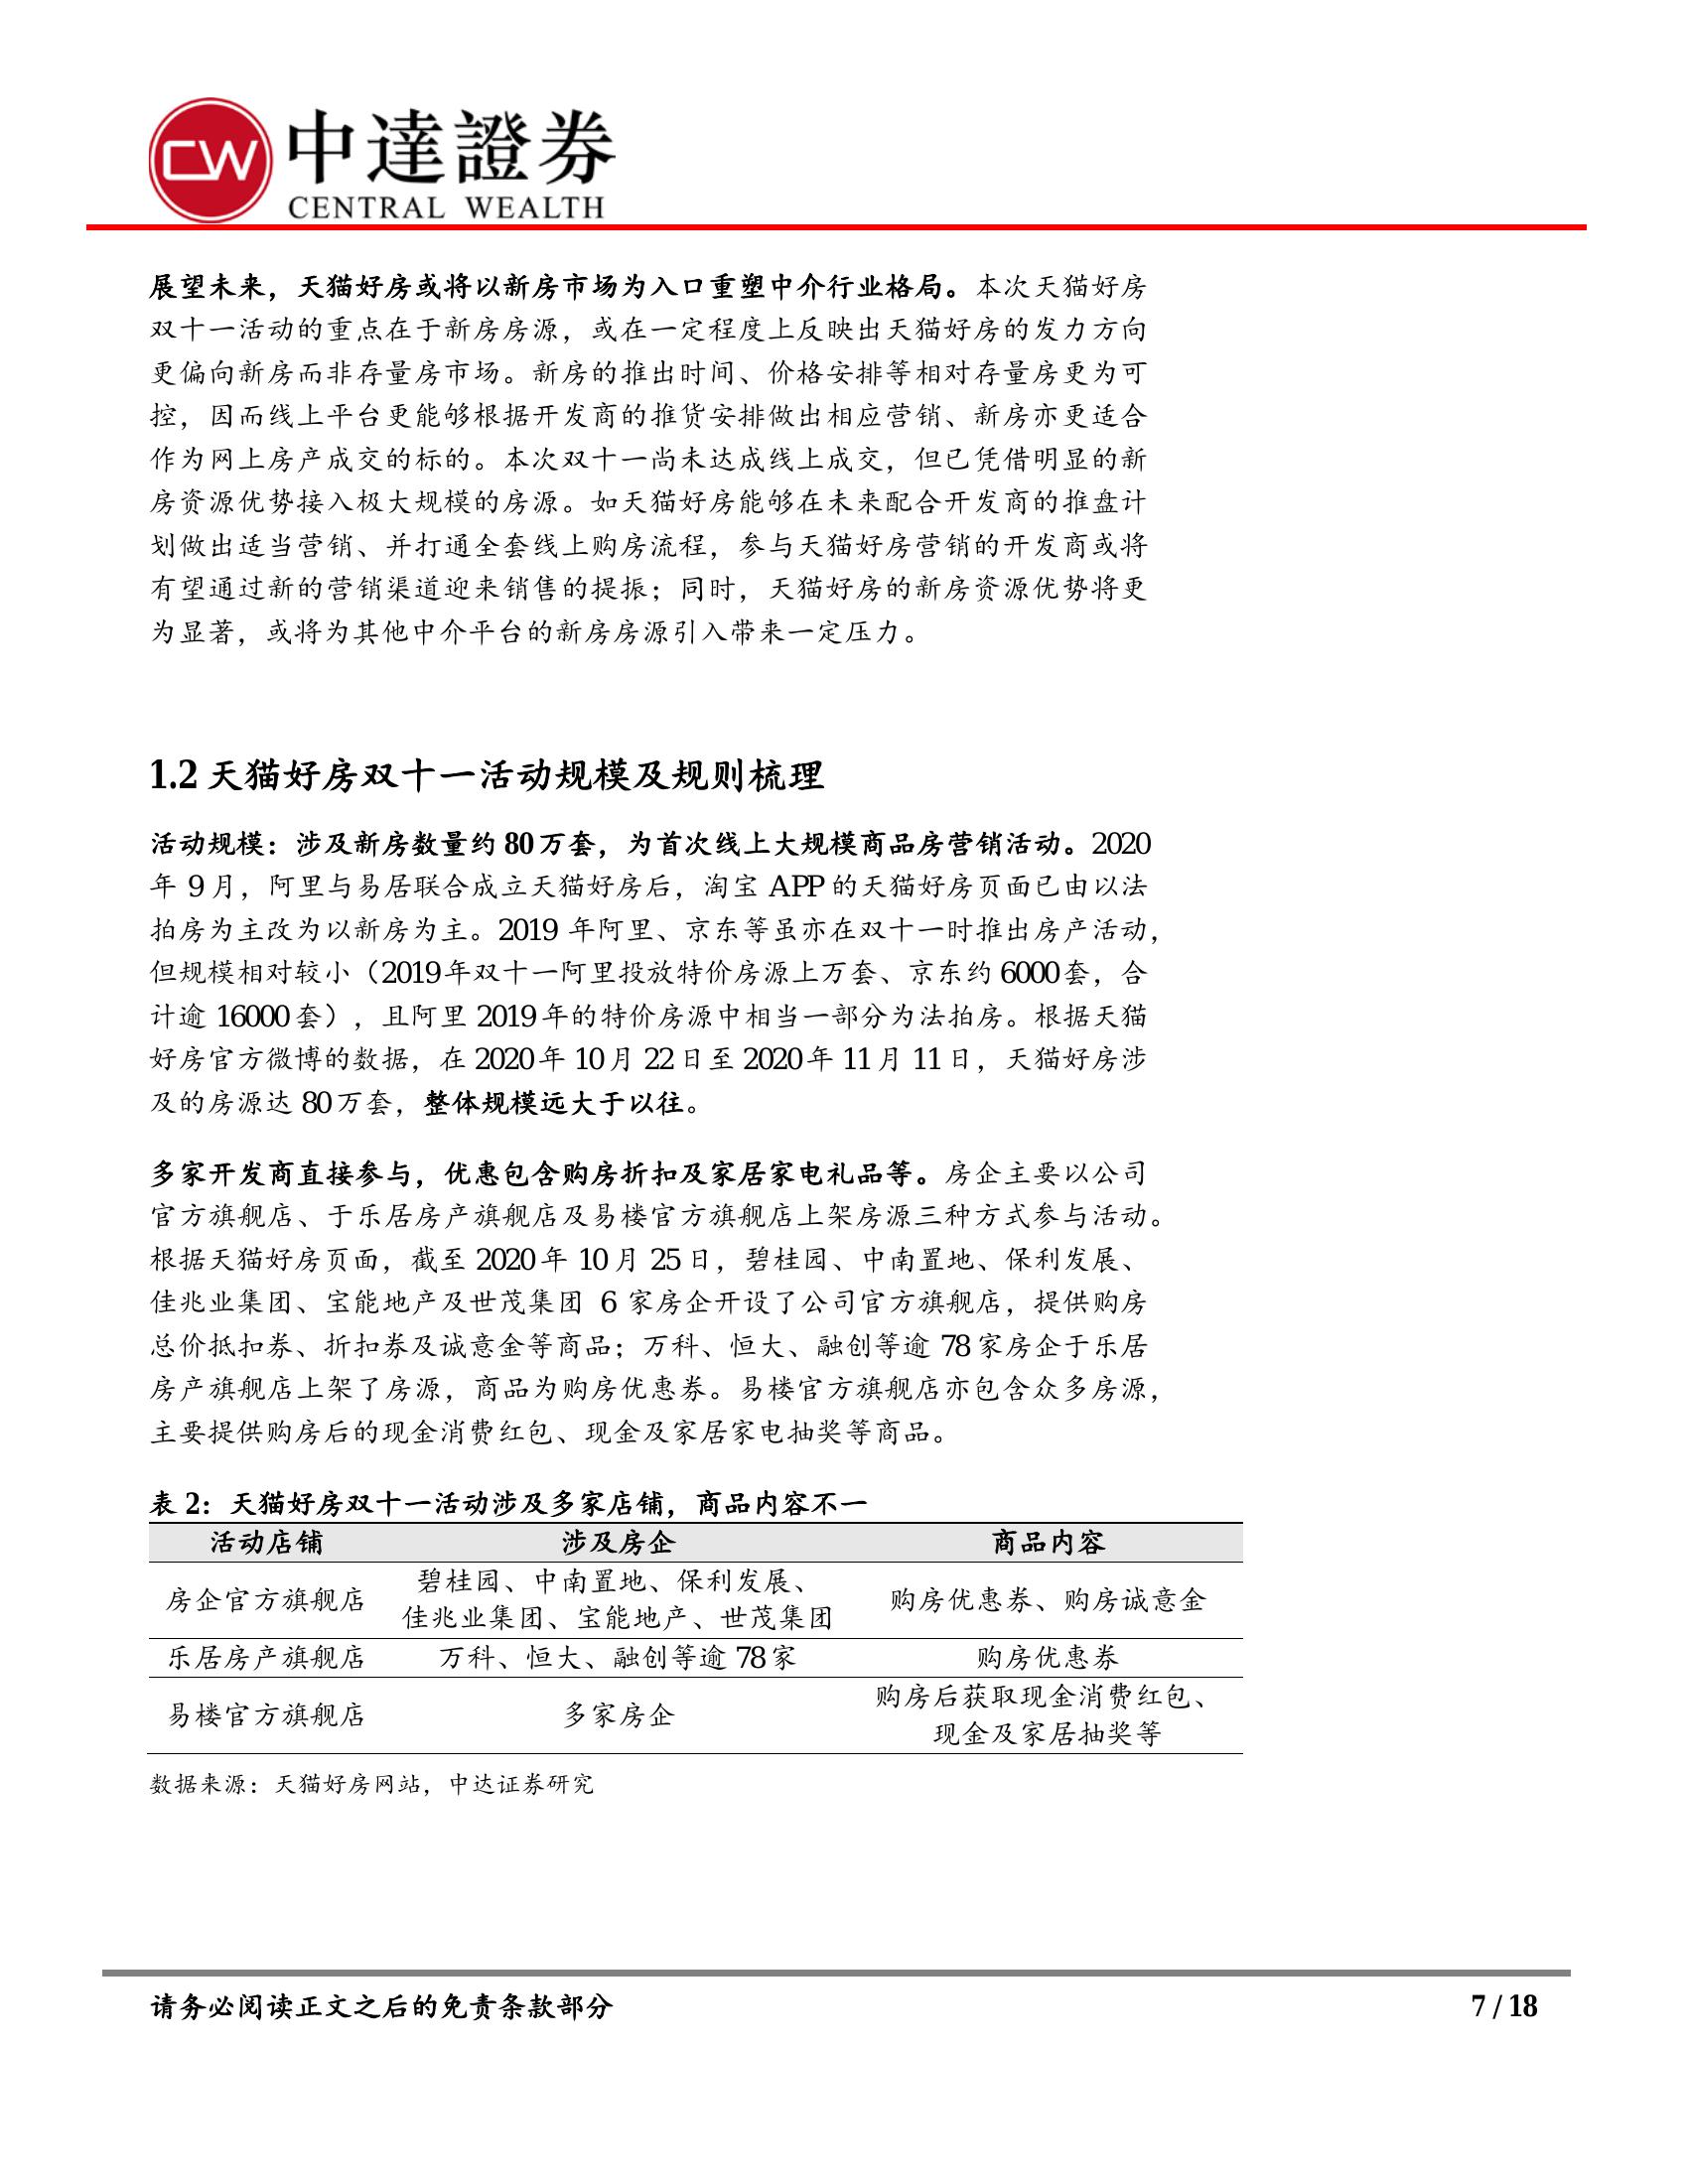 CW 中達證券
CENTRAL WEALTH
展望未来，天猫好房或将以新房市场为入口重塑中介行业格局。本次天猫好房
双十一活动的重点在于新房房源，或在一定程度上反映出天猫好房的发力方向
更偏向新房而非存量房市场。新房的推出时间、价格安排等相对存量房更为可
控，因而线上平台更能够根据开发商的推货安排做出相应营销、新房亦更适合
作为网上房产成交的标的。本次双十一尚未达成线上成交，但已凭借明显的新
房资源优势接入极大规模的房源。如天猫好房能够在未来配合开发商的推盘计
划做出适当营销、并打通全套线上购房流程，参与天猫好房营销的开发商或将
有望通过新的营销渠道迎来销售的提振；同时，天猫好房的新房资源优势将更
为显著，或将为其他中介平台的新房房源引入带来一定压力。
1.2 天猫好房双十一活动规模及规则梳理
活动规模：涉及新房数量约 80 万套，为首次线上大规模商品房营销活动。2020
年 9 月，阿里与易居联合成立天猫好房后，淘宝 APP 的天猫好房页面已由以法
拍房为主改为以新房为主。2019 年阿里、京东等虽亦在双十一时推出房产活动，
但规模相对较小（2019 年双十一阿里投放特价房源上万套、京东约 6000 套，合
计逾 16000 套），且阿里 2019 年的特价房源中相当一部分为法拍房。根据天猫
好房官方微博的数据，在 2020 年 10 月 22 日至 2020 年 11 月 11 日，天猫好房涉
及的房源达 80 万套，整体规模远大于以往。
多家开发商直接参与，优惠包含购房折扣及家居家电礼品等。房企主要以公司
官方旗舰店、于乐居房产旗舰店及易楼官方旗舰店上架房源三种方式参与活动。
根据天猫好房页面，截至 2020 年 10 月 25 日，碧桂园、中南置地、保利发展、
佳兆业集团、宝能地产及世茂集团 6 家房企开设了公司官方旗舰店，提供购房
总价抵扣券、折扣券及诚意金等商品；万科、恒大、融创等逾 78 家房企于乐居
房产旗舰店上架了房源，商品为购房优惠券。易楼官方旗舰店亦包含众多房源，
主要提供购房后的现金消费红包、现金及家居家电抽奖等商品。
表 2：天猫好房双十一活动涉及多家店铺，商品内容不一
活动店铺 涉及房企 商品内容
房企官方旗舰店 碧桂园、中南置地、保利发展、 购房优惠券、购房诚意金
佳兆业集团、宝能地产、世茂集团
乐居房产旗舰店 万科、恒大、融创等逾 78 家 购房优惠券
易楼官方旗舰店 多家房企 购房后获取现金消费红包、
现金及家居抽奖等
数据来源：天猫好房网站，中达证券研究
请务必阅读正文之后的免责条款部分 7 / 18